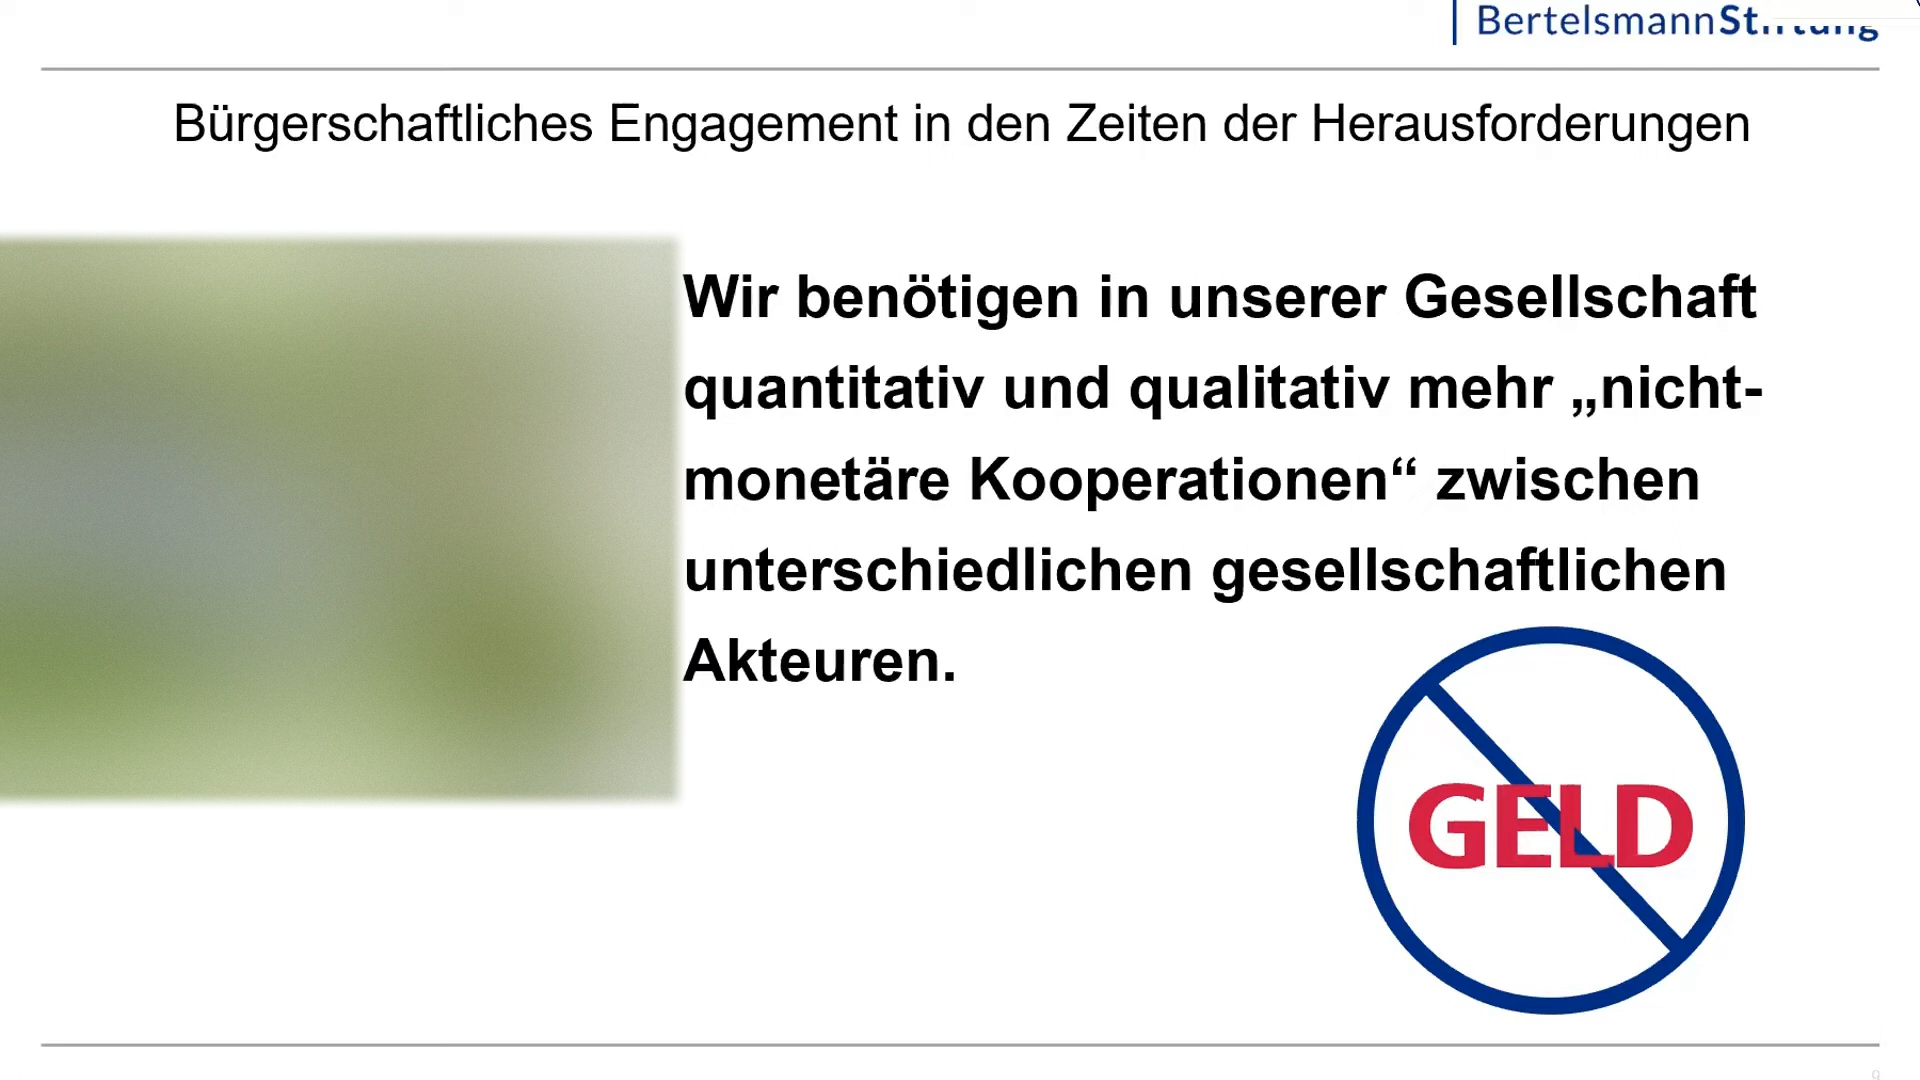 BertelsmannStiftung
Bürgerschaftliches Engagement in den Zeiten der Herausforderungen
Wir benötigen in unserer Gesellschaft
quantitativ und qualitativ mehr „nicht-
monetäre Kooperationen“ zwischen
unterschiedlichen gesellschaftlichen
Akteuren.
GELD